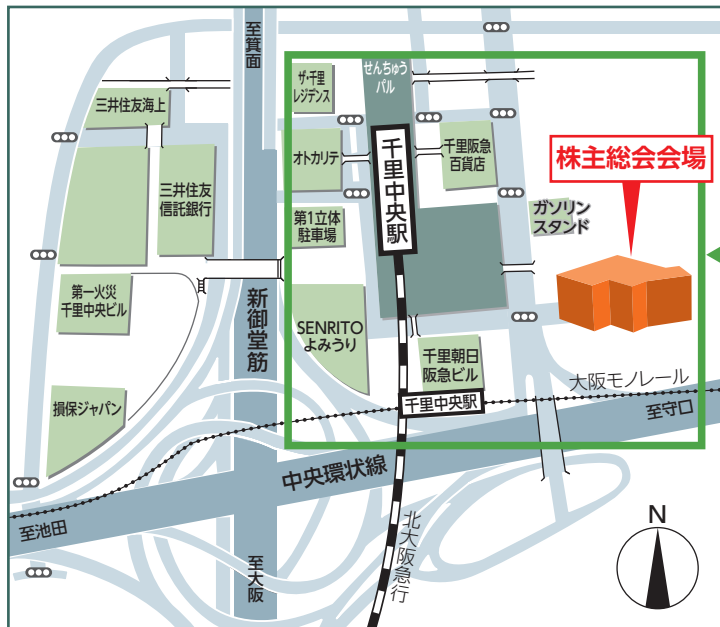 至箕面
せんちゅう
パル
ザ・千里
レジデンス
三井住友海上
千里中央駅
千里阪急
百貨店
オトカリテ
株主総会会場
三井住友
信託銀行
第1立体
駐車場
ガソリン
スタンド
第一火災
千里中央ビル
新御堂筋
SENRITO
よみうり
千里朝日
阪急ビル
大阪モノレール
損保ジャパン
千里中央駅
至守口
中央環状線
至池田
北大阪急行
至大阪
N